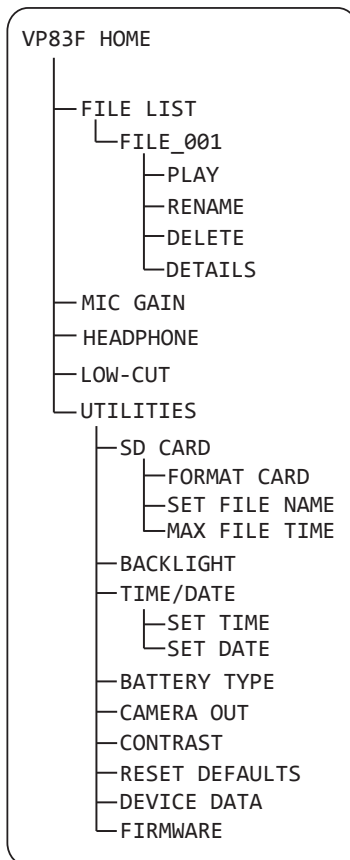 VP83F HOME
FILE LIST
FILE_001
PLAY
RENAME
DELETE
DETAILS
MIC GAIN
HEADPHONE
LOW-CUT
UTILITIES
SD CARD
FORMAT CARD
SET FILE NAME
MAX FILE TIME
BACKLIGHT
TIME/DATE
SET TIME
SET DATE
BATTERY TYPE
CAMERA OUT
CONTRAST
RESET DEFAULTS
DEVICE DATA
FIRMWARE